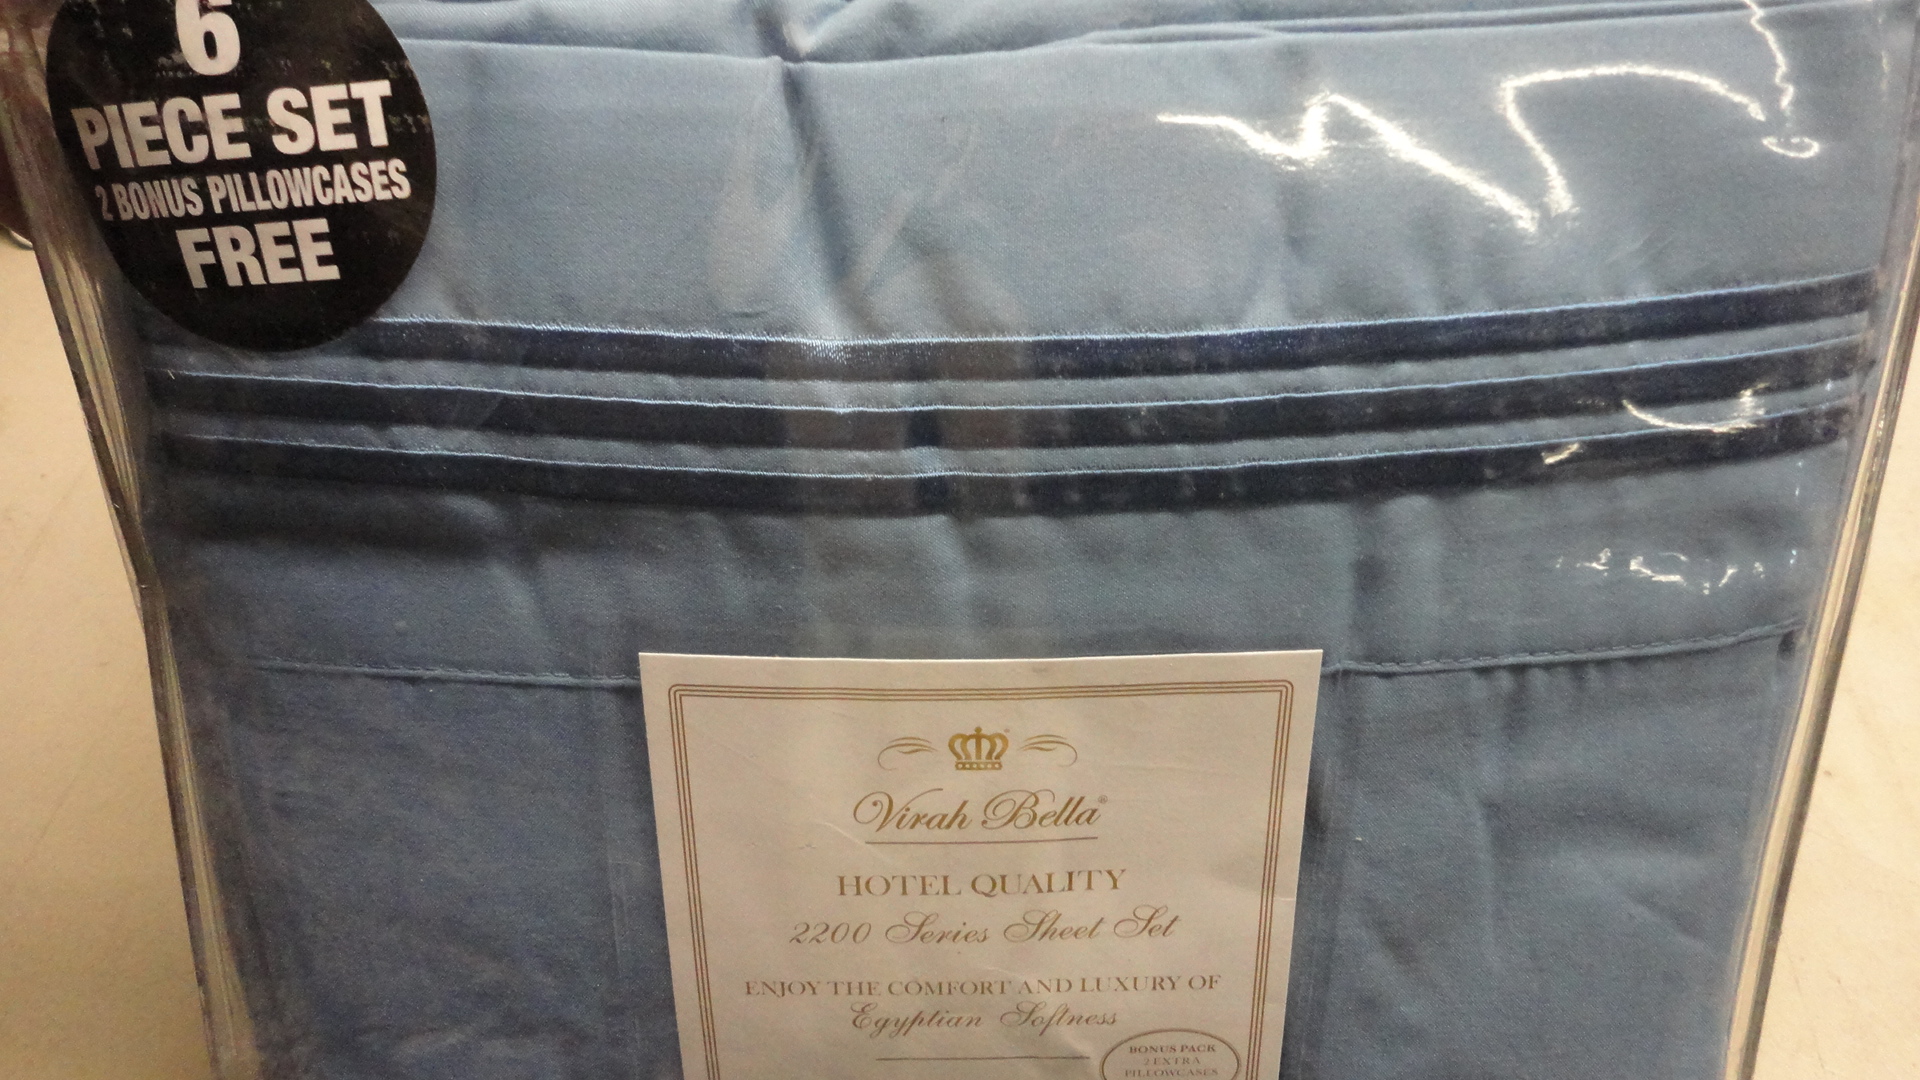 6
PIECE SET
2 BONUS PILLOWCASES
FREE
Virah Bella®
HOTEL QUALITY
2200 Series Sheet Set
ENJOY THE COMFORT AND LUXURY OF
Egyptian Softness
BONUS PACK
2 EXTRA
PILLOWCASES